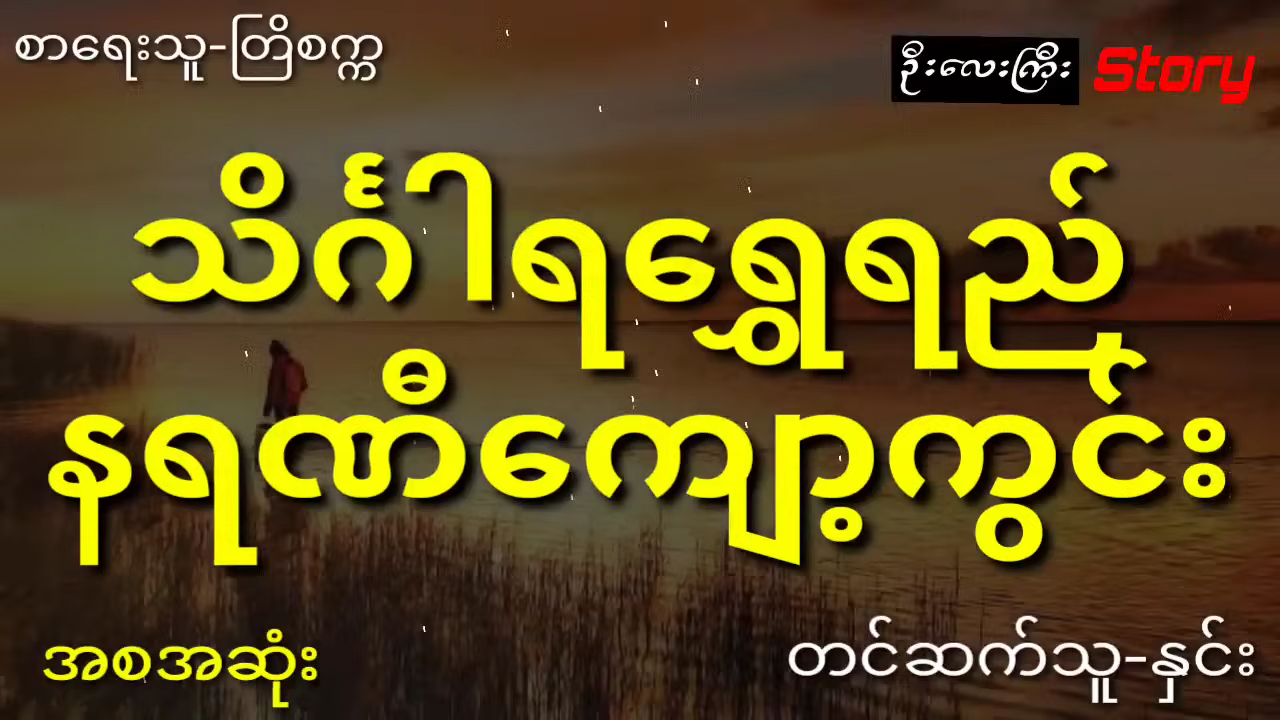 စာရေးသူ-တြိစက္က
ဦးလေးကြီး Story
သိင်္ဂါရရွှေရည်
နရဏီကျော့ကွင်း
အစအဆုံး
တင်ဆက်သူ-နှင်း